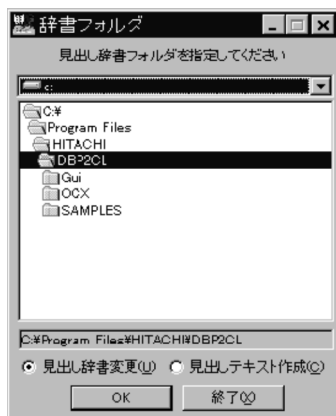 辞書フォルダ
見出し辞書フォルダを指定してください
c:
C:¥
Program Files
HITACHI
DBP2CL
Gui
OCX
SAMPLES
C:¥Program Files¥HITACHI¥DBP2CL
見出し辞書変更(U) 見出しテキスト作成(C)
OK 終了(X)